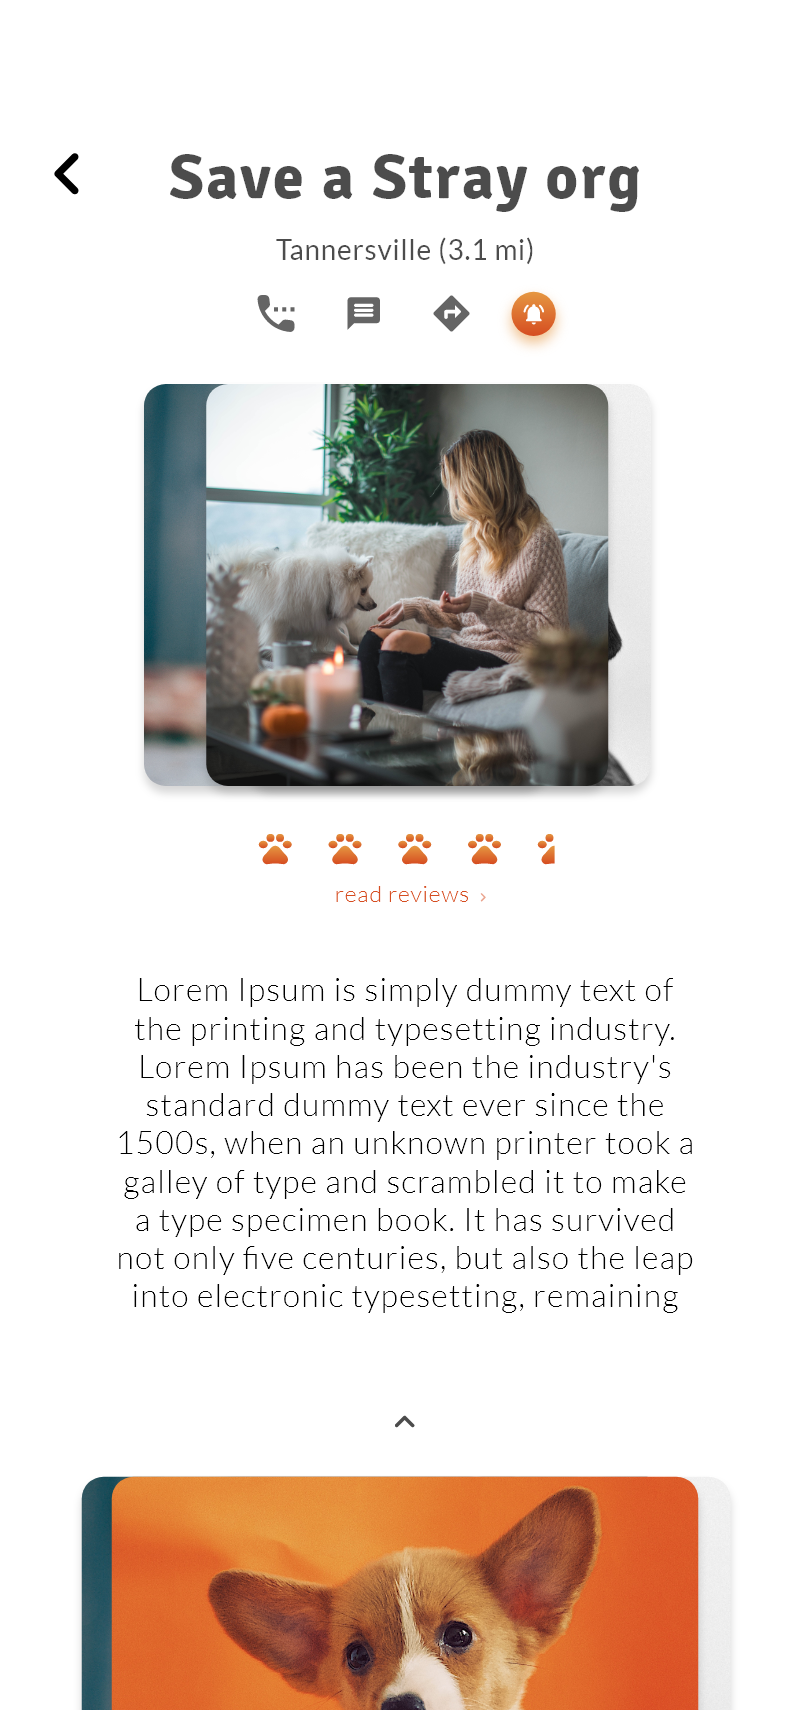 Save a Stray org
Tannersville (3.1 mi)
read reviews ›
Lorem Ipsum is simply dummy text of
the printing and typesetting industry.
Lorem Ipsum has been the industry's
standard dummy text ever since the
1500s, when an unknown printer took a
galley of type and scrambled it to make
a type specimen book. It has survived
not only five centuries, but also the leap
into electronic typesetting, remaining